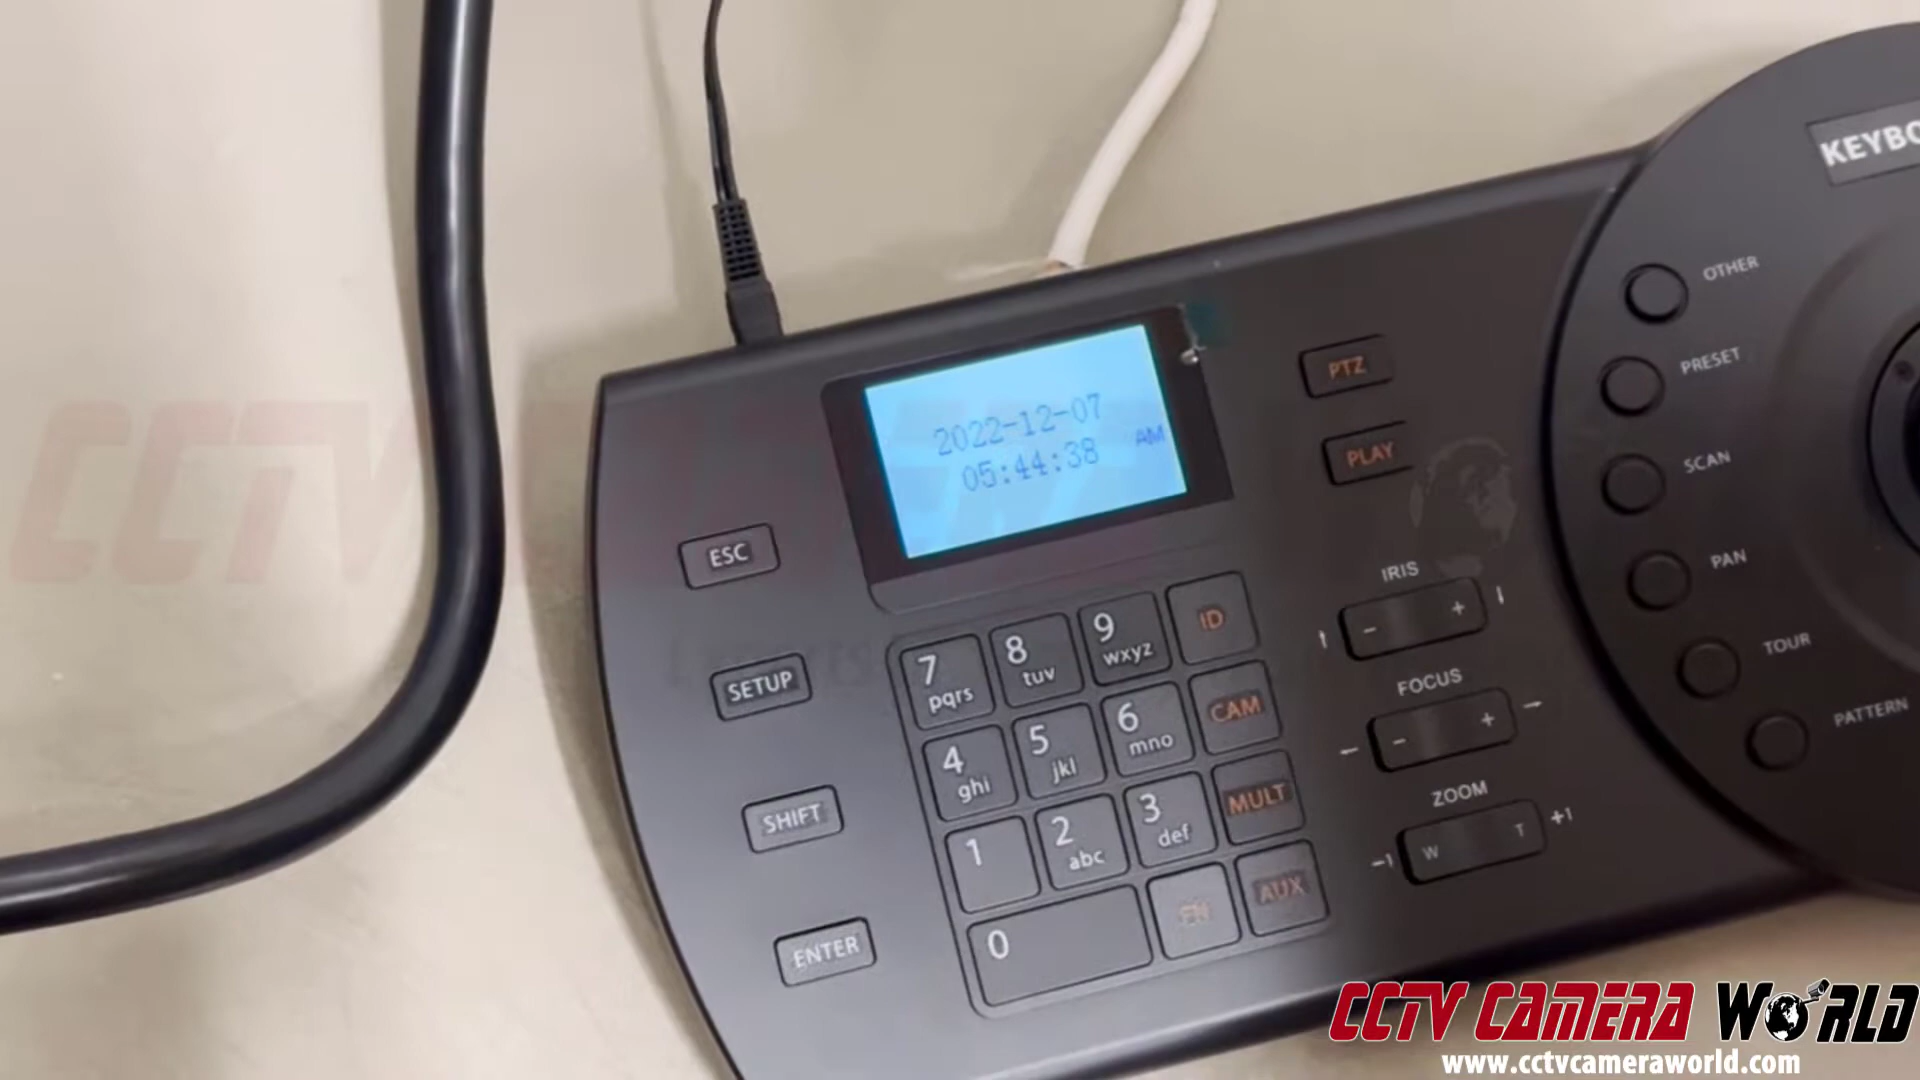 KEYBO
OTHER
PRESET
SCAN
PAN
TOUR
PATTERN
2022-12-07
05:44:38 AM
PTZ
PLAY
ESC
SETUP
SHIFT
ENTER
7 pqrs
8 tuv
9 wxyz
ID
4 ghi
5 jkl
6 mno
CAM
1
2 abc
3 def
MULT
0
FN
AUX
IRIS
- +
FOCUS
- +
ZOOM
-1 W T +1
CCTV
CCTV CAMERA WORLD
www.cctvcameraworld.com